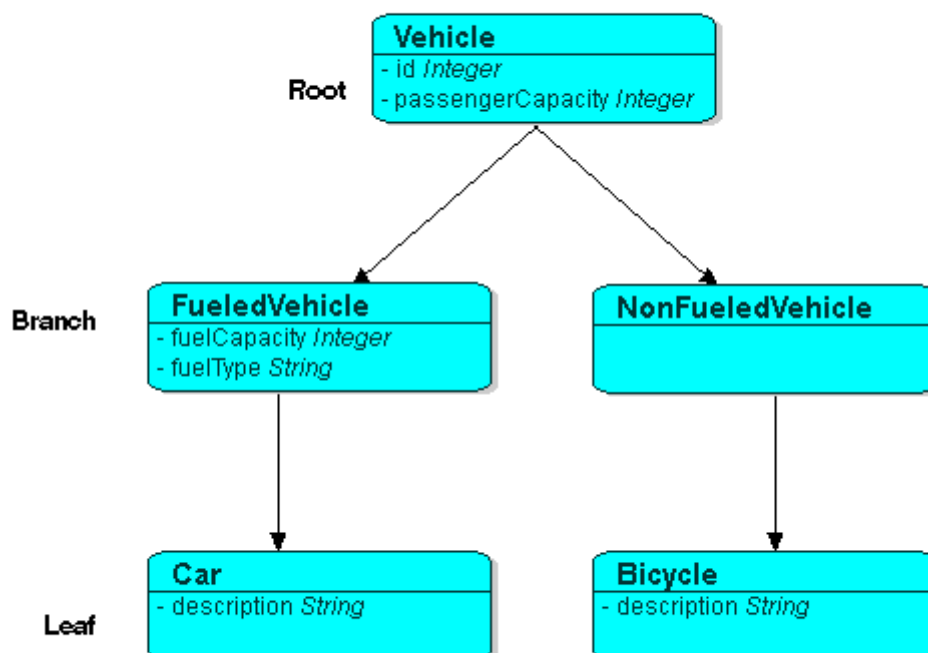 Vehicle
- id Integer
- passengerCapacity Integer
Root
FueledVehicle
- fuelCapacity Integer
- fuelType String
NonFueledVehicle
Branch
Car
- description String
Bicycle
- description String
Leaf